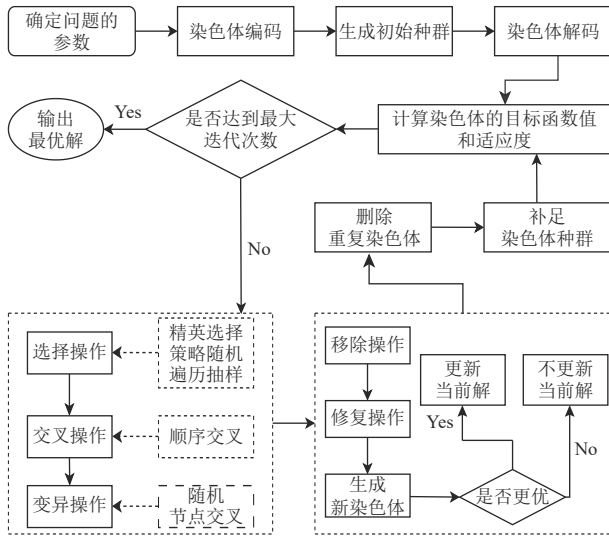 确定问题的
参数
染色体编码
生成初始种群
染色体解码
输出
最优解
Yes
是否达到最大
迭代次数
计算染色体的目标函数值
和适应度
No
删除
重复染色体
补足
染色体种群
选择操作
精英选择
策略随机
遍历抽样
交叉操作
顺序交叉
变异操作
随机
节点交叉
移除操作
修复操作
生成
新染色体
是否更优
Yes
更新
当前解
No
不更新
当前解